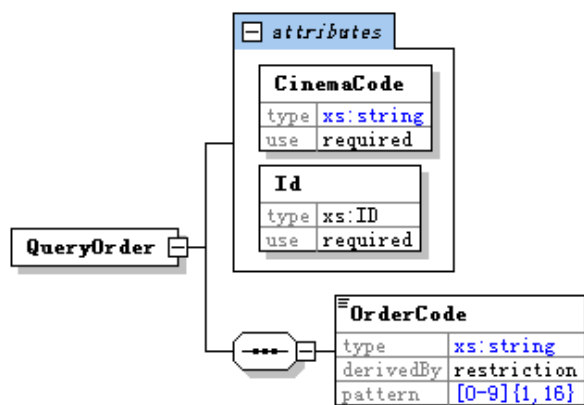 attributes
CinemaCode
type xs:string
use required
Id
type xs:ID
use required
QueryOrder
OrderCode
type xs:string
derivedBy restriction
pattern [0-9]{1,16}